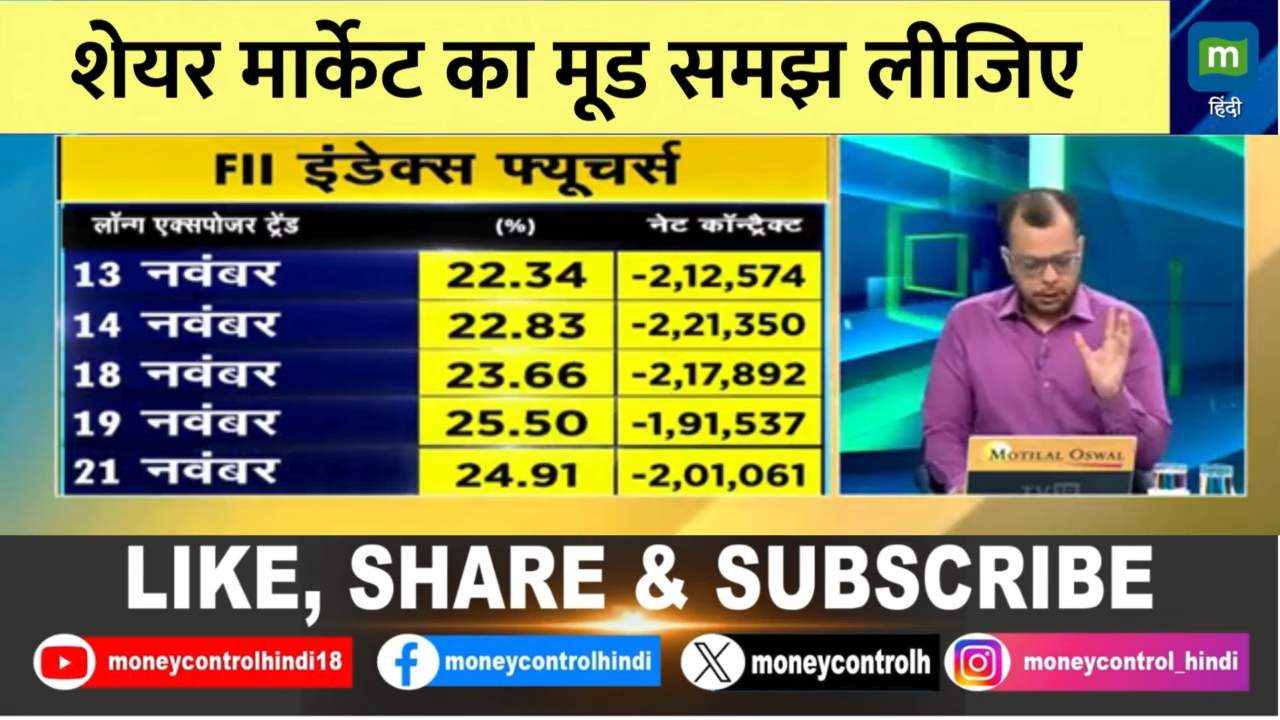 शेयर मार्केट का मूड समझ लीजिए
m
हिंदी
FII इंडेक्स फ्यूचर्स
लॉन्ग एक्सपोजर ट्रेंड (%) नेट कॉन्ट्रैक्ट
13 नवंबर 22.34 -2,12,574
14 नवंबर 22.83 -2,21,350
18 नवंबर 23.66 -2,17,892
19 नवंबर 25.50 -1,91,537
21 नवंबर 24.91 -2,01,061
MOTILAL OSWAL
LIKE, SHARE & SUBSCRIBE
moneycontrolhindi18 moneycontrolhindi moneycontrolh moneycontrol_hindi